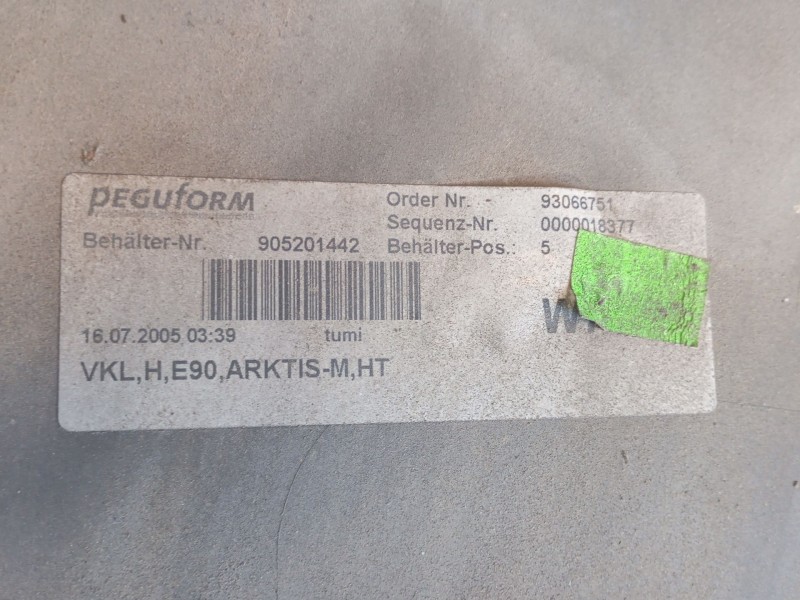 PEGUFORM
Order Nr. - 93066751
Sequenz-Nr. 0000018377
Behälter-Nr. 905201442 Behälter-Pos.: 5
16.07.2005 03:39 tumi
VKL,H,E90,ARKTIS-M,HT